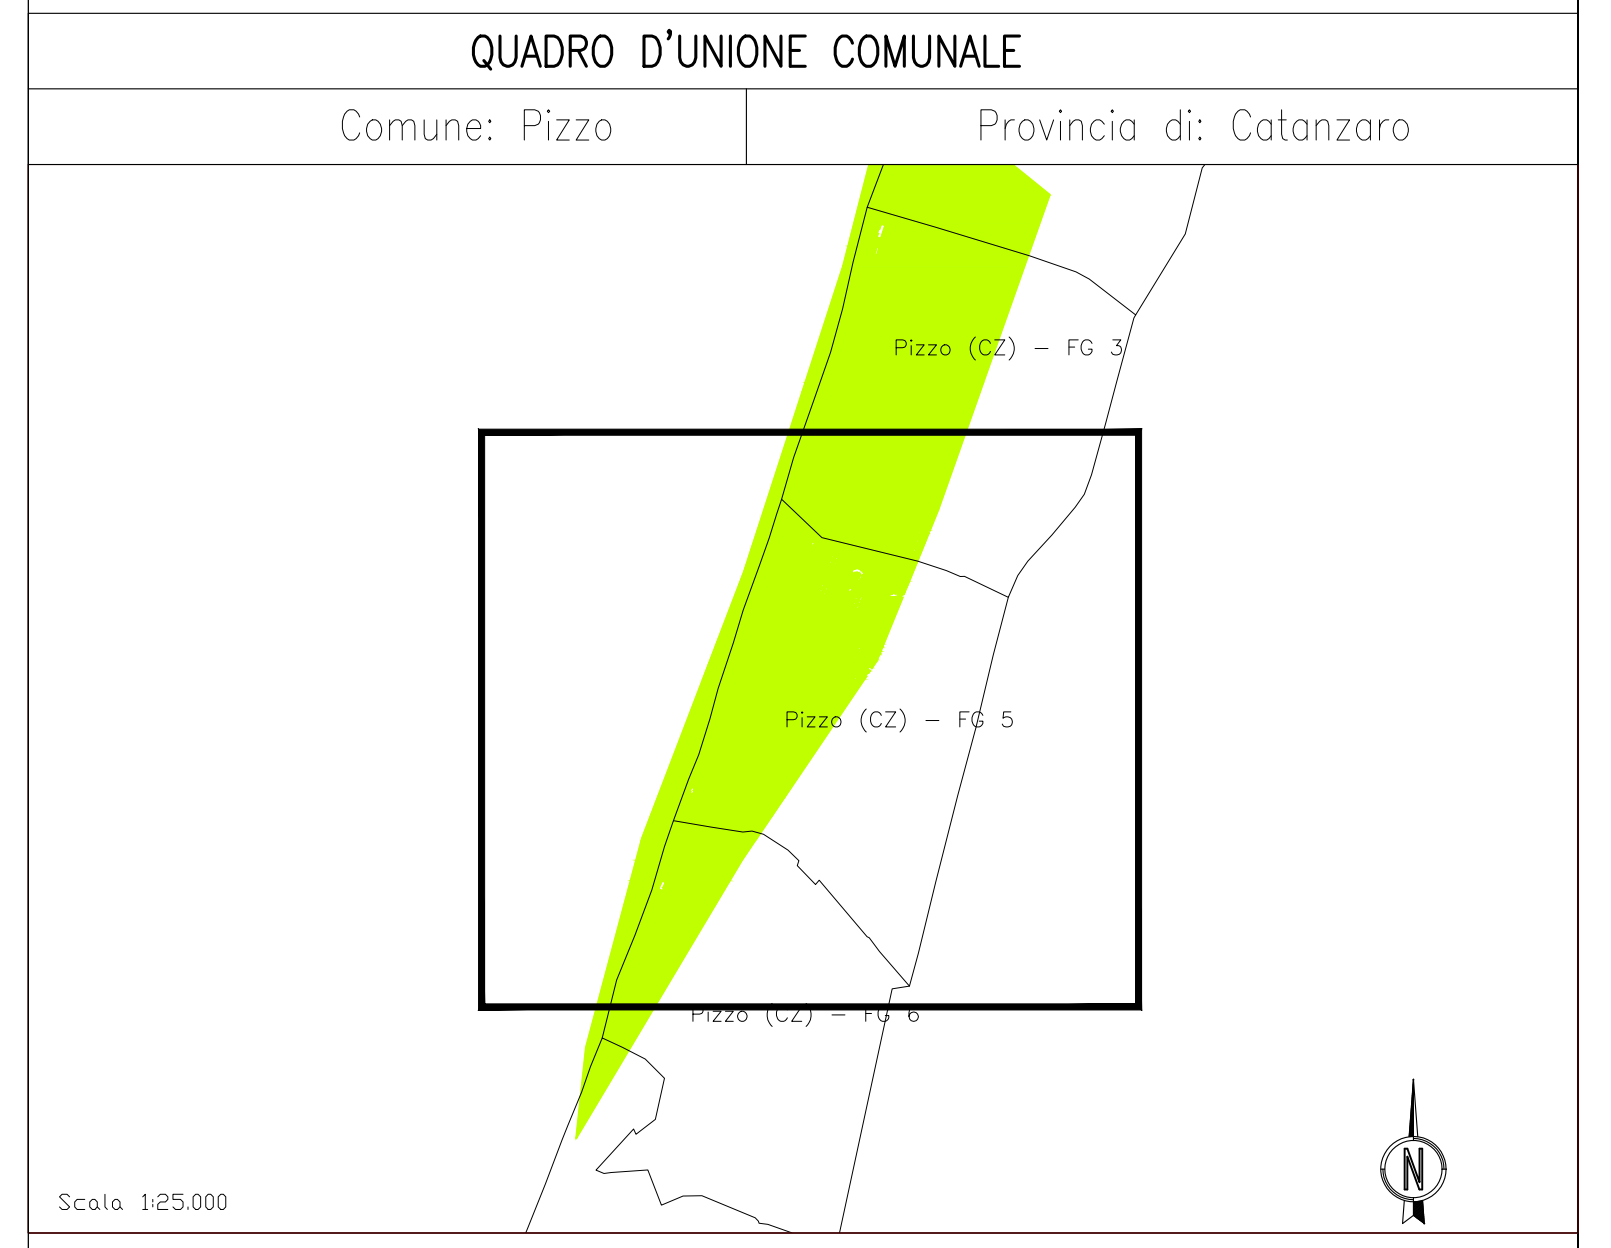 QUADRO D'UNIONE COMUNALE
Comune: Pizzo
Provincia di: Catanzaro
Pizzo (CZ) – FG 3
Pizzo (CZ) – FG 5
Pizzo (CZ) – FG 6
N
Scala 1:25.000